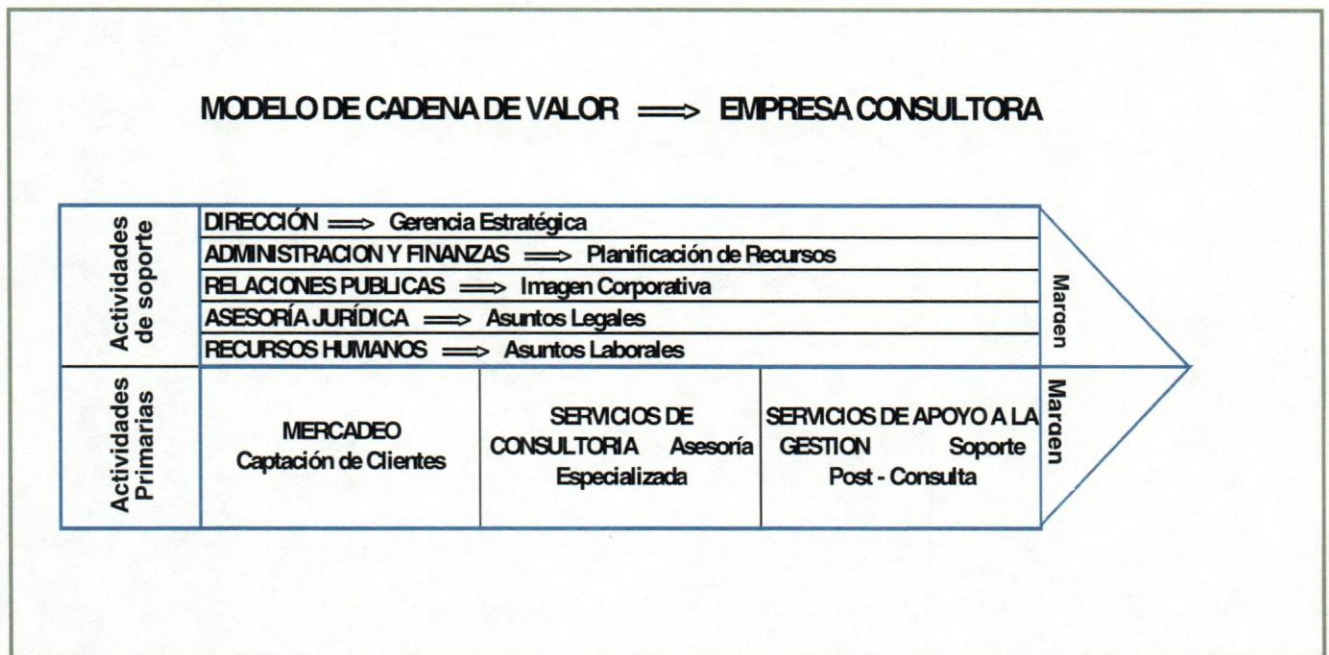 MODELO DE CADENA DE VALOR ⟹ EMPRESA CONSULTORA
Actividades
de soporte
DIRECCIÓN ⟹ Gerencia Estratégica
ADMINISTRACION Y FINANZAS ⟹ Planificación de Recursos
RELACIONES PUBLICAS ⟹ Imagen Corporativa
ASESORÍA JURÍDICA ⟹ Asuntos Legales
RECURSOS HUMANOS ⟹ Asuntos Laborales
Margen
Actividades
Primarias
MERCADEO
Captación de Clientes
SERVICIOS DE
CONSULTORIA Asesoría
Especializada
SERVICIOS DE APOYO A LA
GESTION Soporte
Post - Consulta
Margen